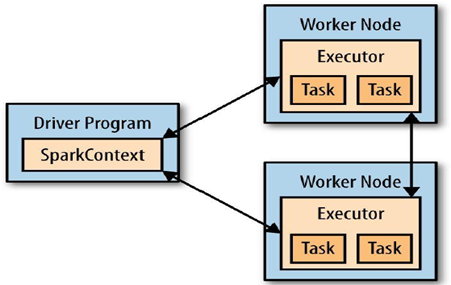 Driver Program
SparkContext
Worker Node
Executor
Task Task
Worker Node
Executor
Task Task